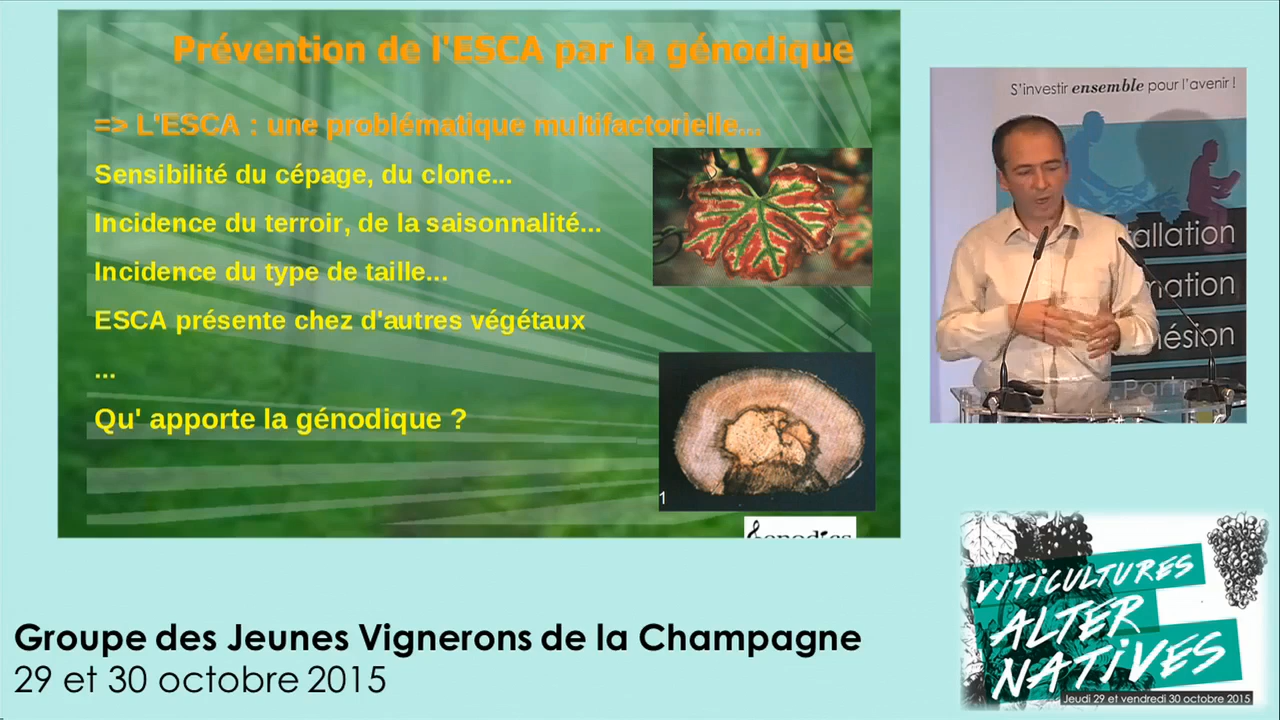 Prévention de l'ESCA par la génodique
=> L'ESCA : une problématique multifactorielle...
Sensibilité du cépage, du clone...
Incidence du terroir, de la saisonnalité...
Incidence du type de taille...
ESCA présente chez d'autres végétaux
...
Qu' apporte la génodique ?
1
S'investir ensemble pour l'avenir !
allation
mation
hésion
Groupe des Jeunes Vignerons de la Champagne
29 et 30 octobre 2015
VITICULTURES
ALTER
NATIVES
Jeudi 29 et vendredi 30 octobre 2015